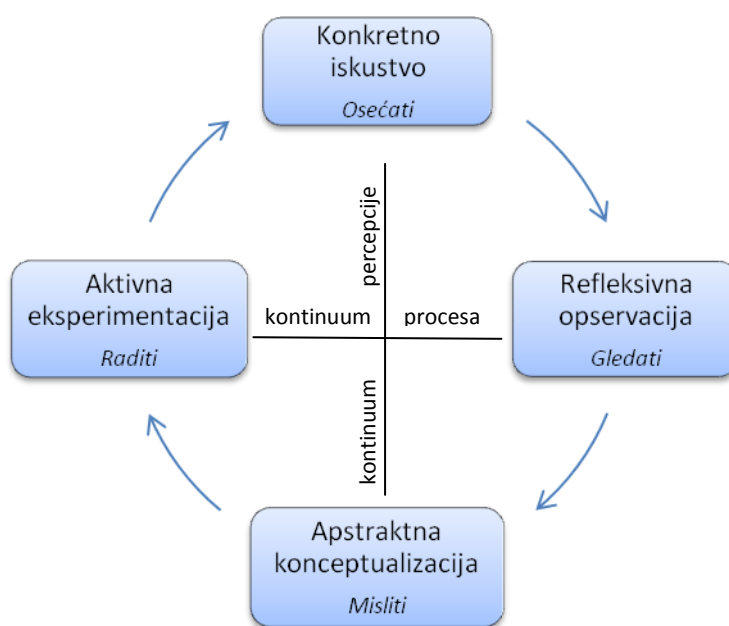 Konkretno
iskustvo
Osećati
percepcije
Aktivna
eksperimentacija
Raditi
kontinuum procesa
Refleksivna
opservacija
Gledati
kontinuum
Apstraktna
konceptualizacija
Misliti